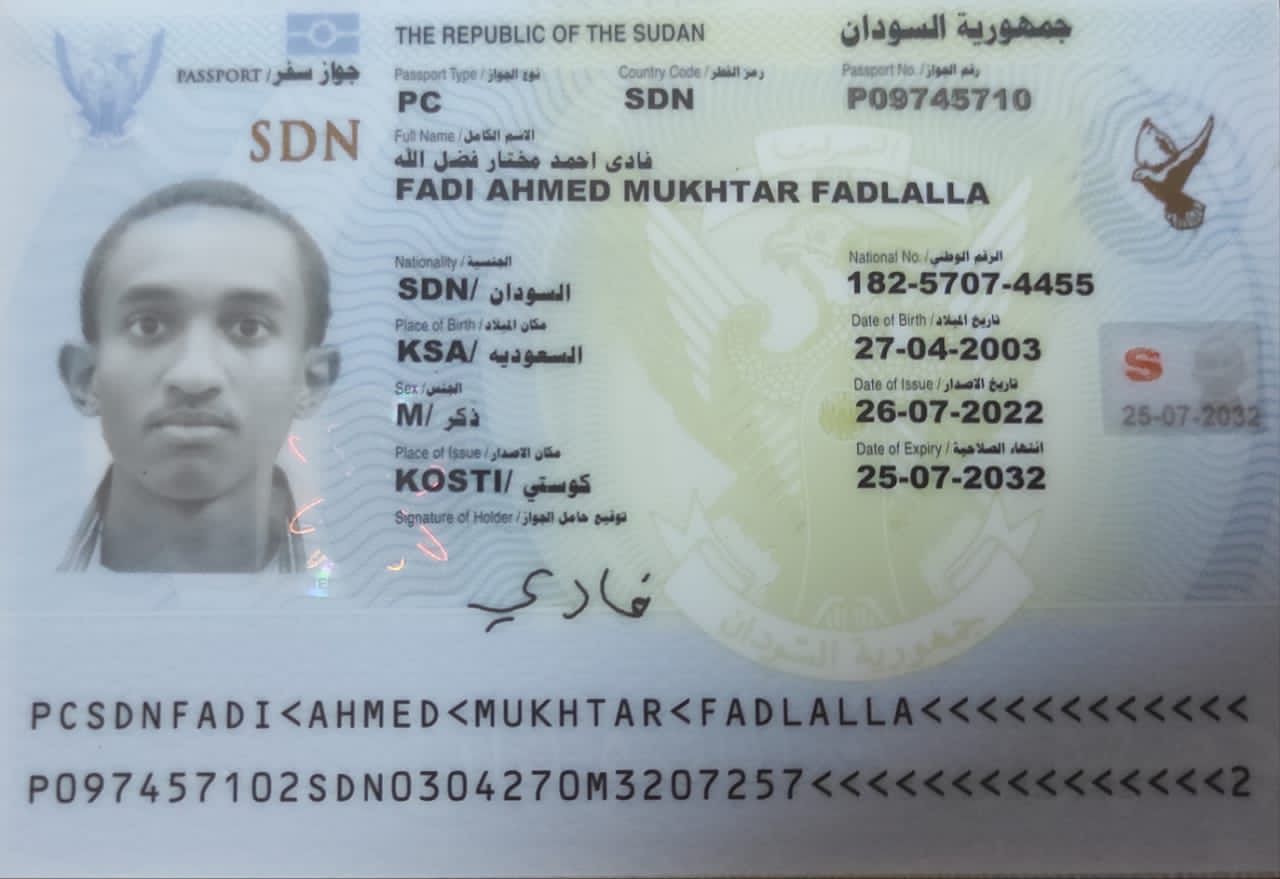 THE REPUBLIC OF THE SUDAN جمهورية السودان
PASSPORT / جواز سفر
Passport Type / نوع الجواز Country Code / رمز القطر Passport No. / رقم الجواز
PC SDN P09745710
SDN
Full Name / الاسم الكامل
فادى احمد مختار فضل الله
FADI AHMED MUKHTAR FADLALLA
Nationality / الجنسية National No. / الرقم الوطني
SDN/ السودان 182-5707-4455
Place of Birth / مكان الميلاد Date of Birth / تاريخ الميلاد
KSA/ السعوديه 27-04-2003
Sex / الجنس Date of Issue / تاريخ الاصدار
M/ ذكر 26-07-2022
S
25-07-2032
Place of Issue / مكان الاصدار Date of Expiry / انتهاء الصلاحية
KOSTI/ كوستي 25-07-2032
Signature of Holder / توقيع حامل الجواز
فادي
جمهورية السودان
PCSDNFADI<AHMED<MUKHTAR<FADLALLA<<<<<<<<<<<<
P097457102SDN0304270M3207257<<<<<<<<<<<<<<<2